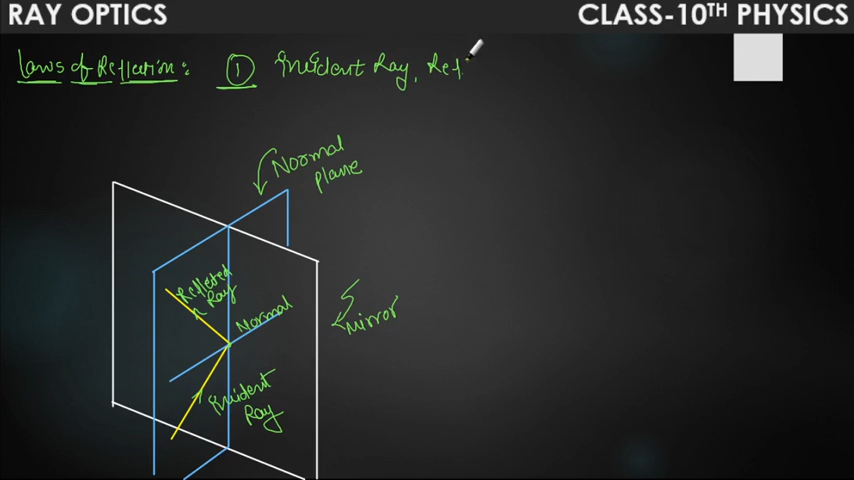 RAY OPTICS
CLASS-10TH PHYSICS
Laws of Reflection: ① Incident Ray, Ref
Normal
plane
Reflected
Ray
Normal
Mirror
Incident
Ray